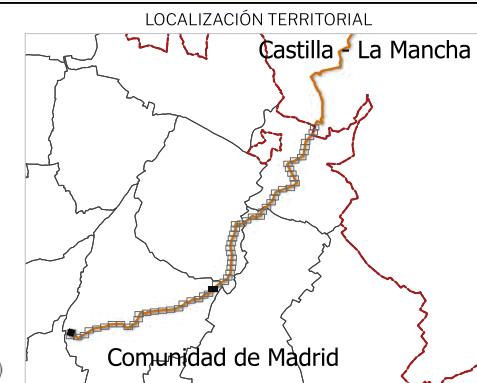 LOCALIZACIÓN TERRITORIAL
Castilla - La Mancha
Comunidad de Madrid